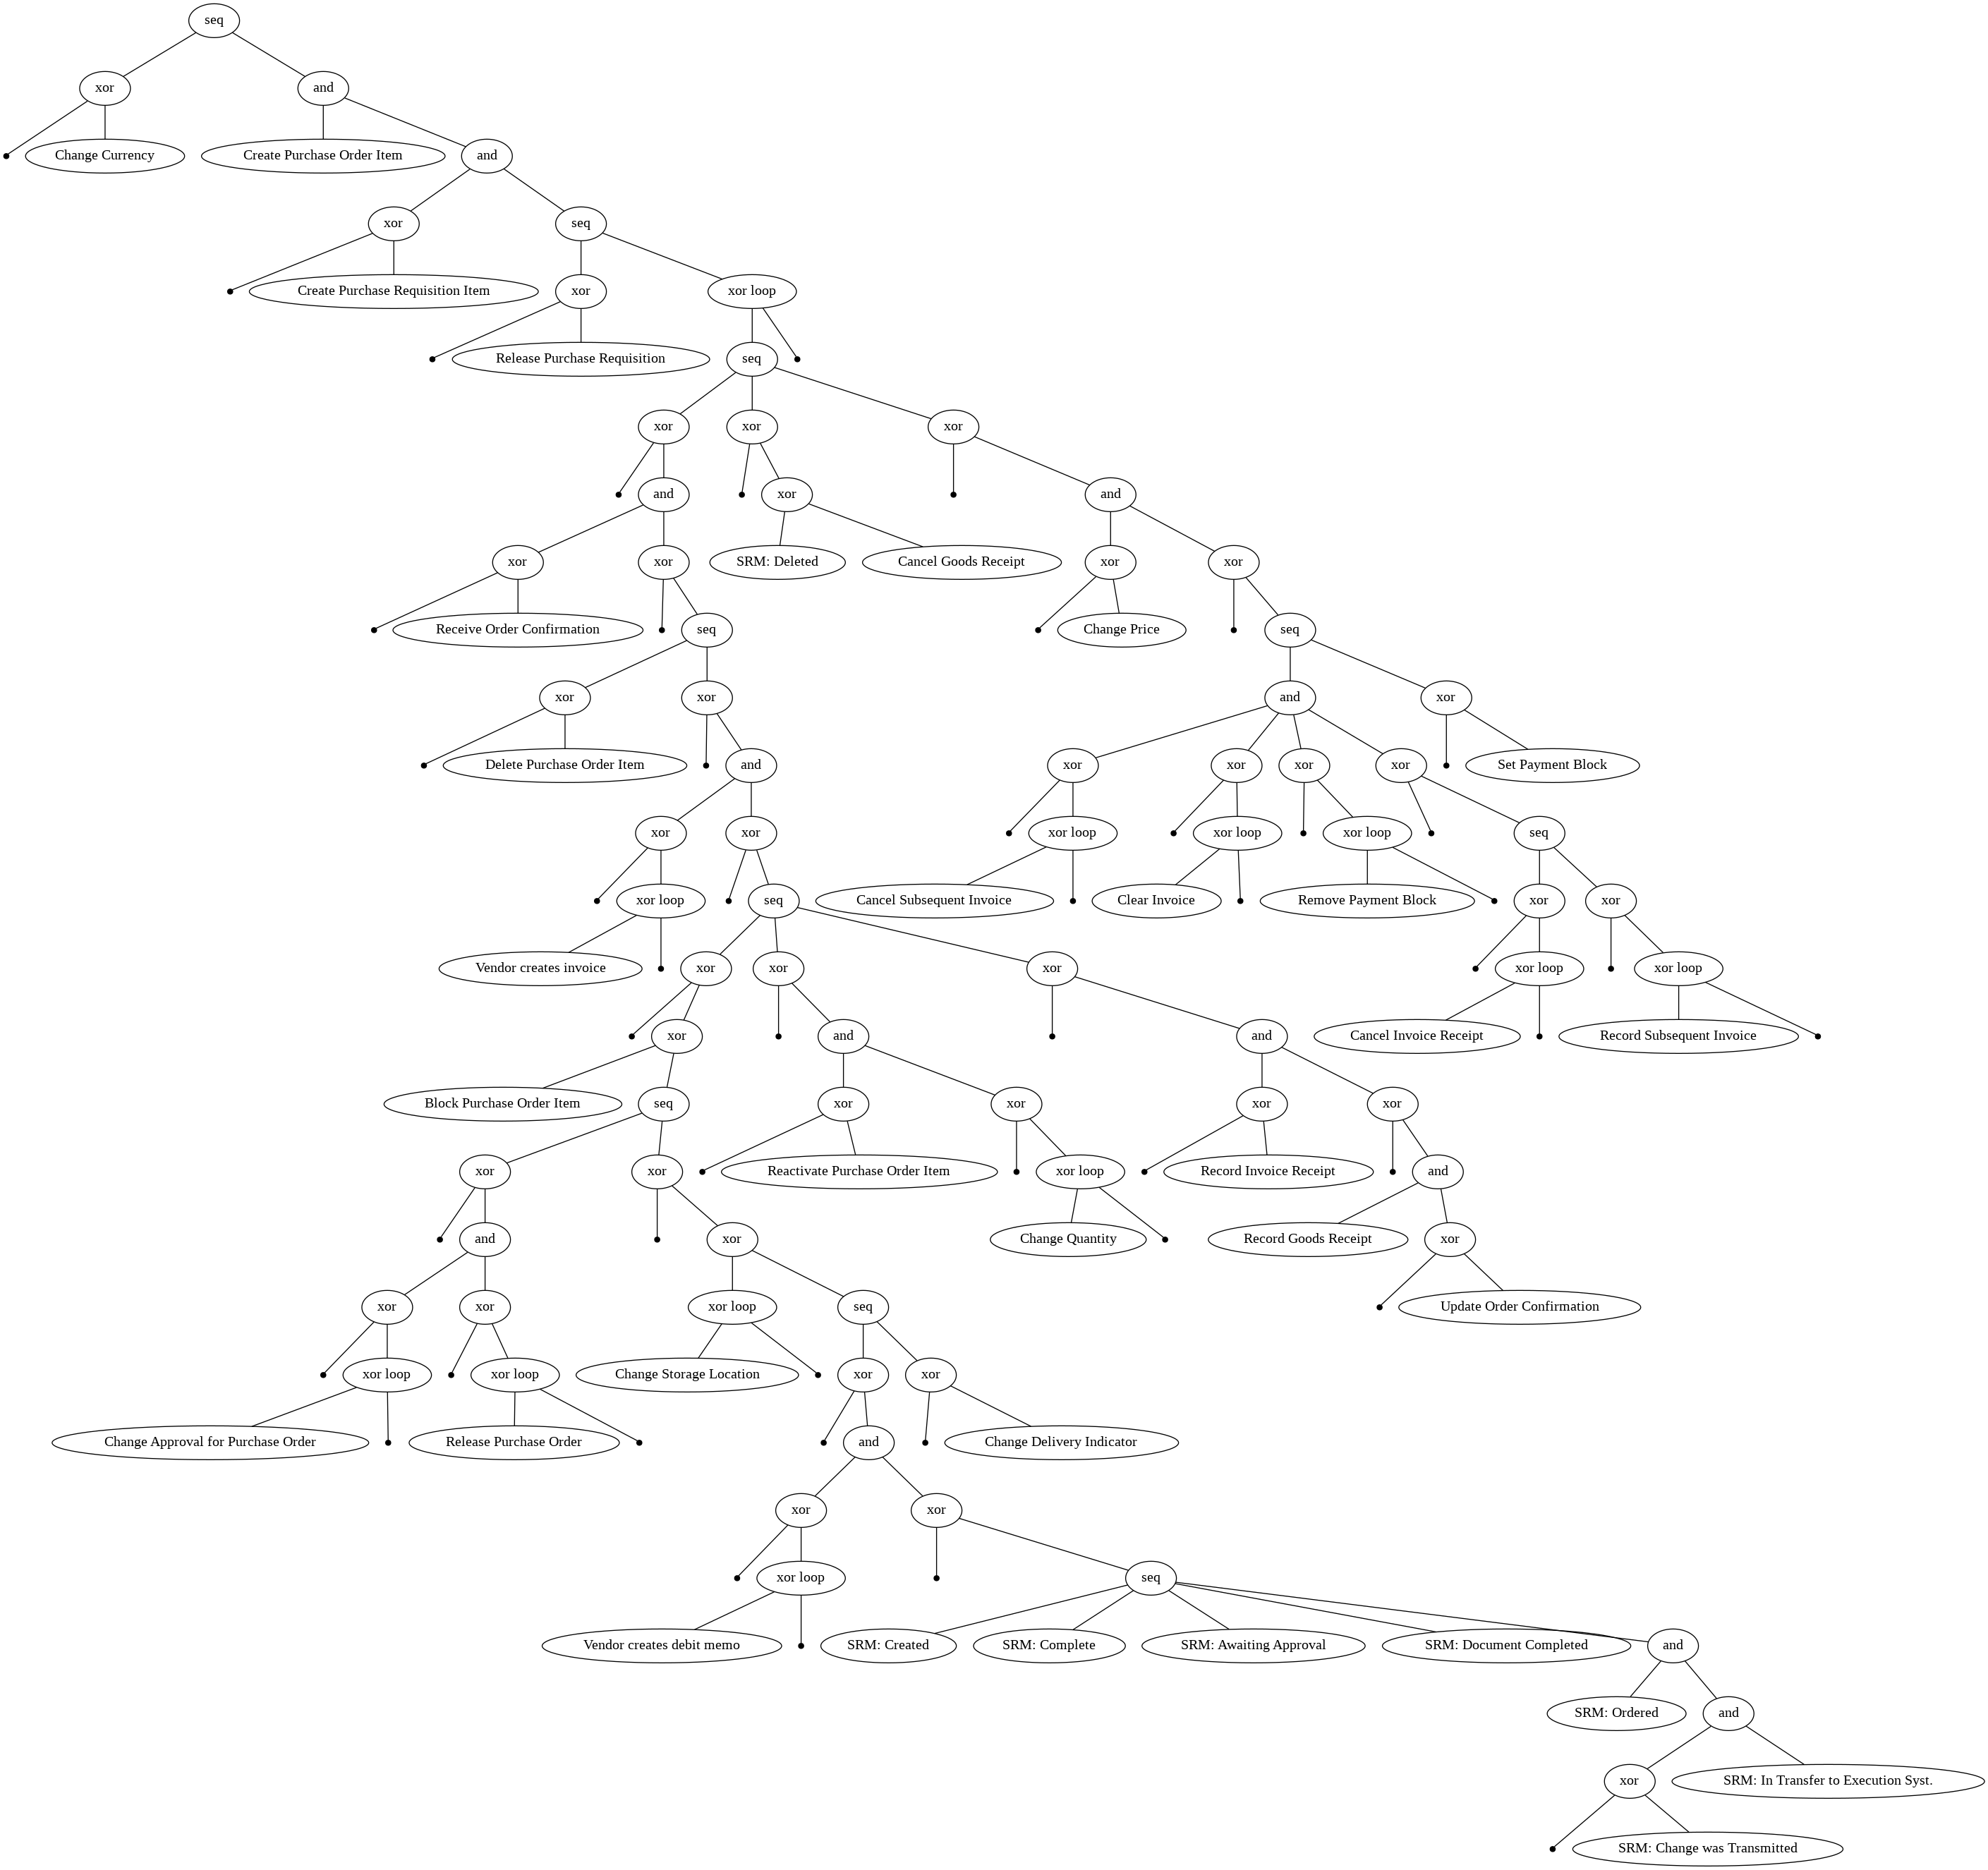 seq
xor
and
Change Currency
Create Purchase Order Item
and
xor
seq
Create Purchase Requisition Item
xor
xor loop
Release Purchase Requisition
seq
xor
xor
xor
and
xor
and
xor
xor
SRM: Deleted
Cancel Goods Receipt
xor
xor
Receive Order Confirmation
seq
Change Price
seq
xor
xor
and
xor
Delete Purchase Order Item
and
xor
xor
xor
xor
Set Payment Block
xor
xor
xor loop
xor loop
xor loop
seq
xor loop
seq
Cancel Subsequent Invoice
Clear Invoice
Remove Payment Block
xor
xor
Vendor creates invoice
xor
xor
xor
xor loop
xor loop
xor
and
and
Cancel Invoice Receipt
Record Subsequent Invoice
Block Purchase Order Item
seq
xor
xor
xor
xor
xor
xor
Reactivate Purchase Order Item
xor loop
Record Invoice Receipt
and
and
xor
Change Quantity
Record Goods Receipt
xor
xor
xor
xor loop
seq
Update Order Confirmation
xor loop
xor loop
Change Storage Location
xor
xor
Change Approval for Purchase Order
Release Purchase Order
and
Change Delivery Indicator
xor
xor
xor loop
seq
Vendor creates debit memo
SRM: Created
SRM: Complete
SRM: Awaiting Approval
SRM: Document Completed
and
SRM: Ordered
and
xor
SRM: In Transfer to Execution Syst.
SRM: Change was Transmitted